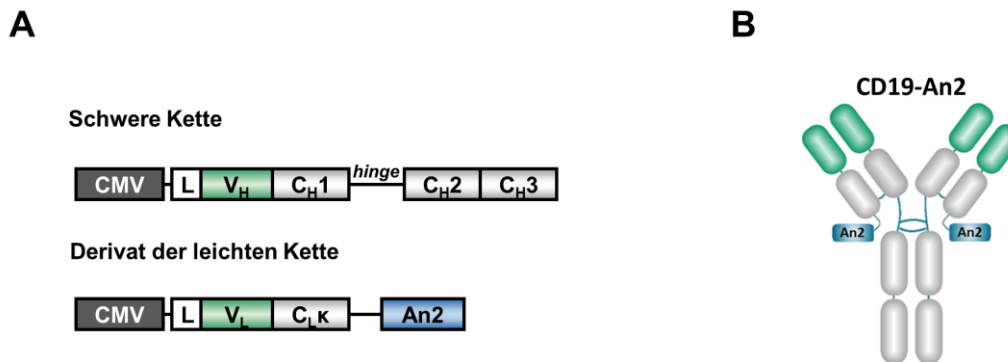 A
B
CD19-An2
Schwere Kette
hinge
CMV L VH CH1 CH2 CH3
An2 An2
Derivat der leichten Kette
CMV L VL CLκ An2